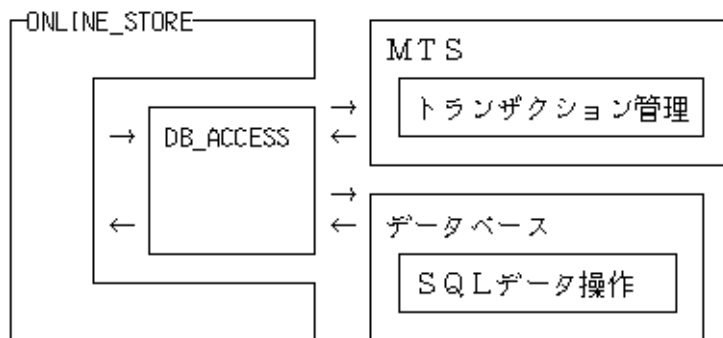 ONLINE_STORE
MTS
トランザクション管理
→ DB_ACCESS →
←
→
← ← データベース
SQLデータ操作